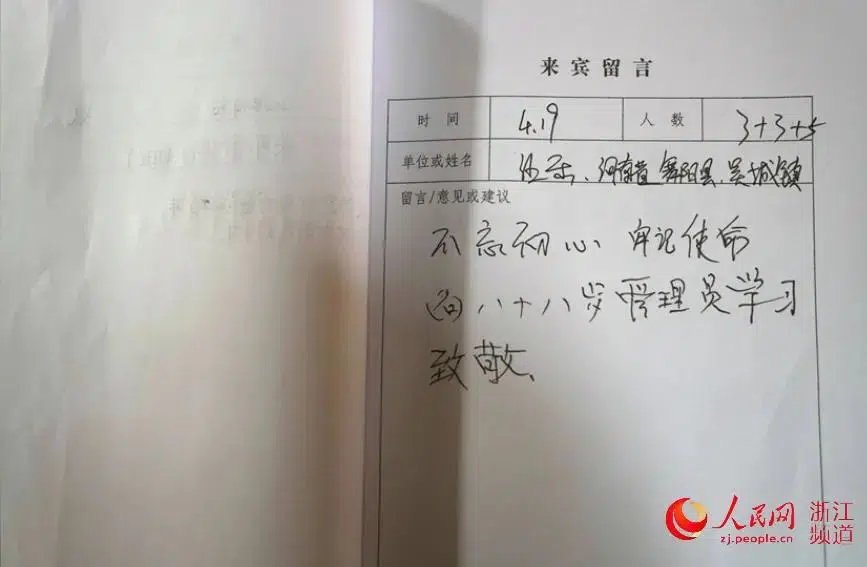 来宾留言
时间 4.19 人数 3+3+5
单位或姓名 河南省舞阳县吴城镇
留言/意见或建议
不忘初心 牢记使命
向八十八岁管理员学习
致敬、
人民网 浙江频道
zj.people.cn